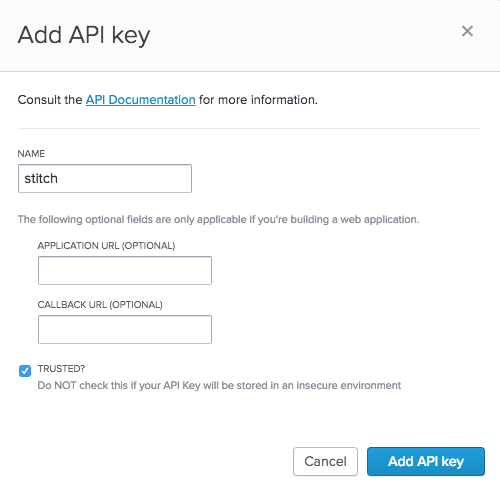 Add API key
Consult the API Documentation for more information.
NAME
stitch
The following optional fields are only applicable if you're building a web application.
APPLICATION URL (OPTIONAL)
CALLBACK URL (OPTIONAL)
TRUSTED?
Do NOT check this if your API Key will be stored in an insecure environment
Cancel
Add API key